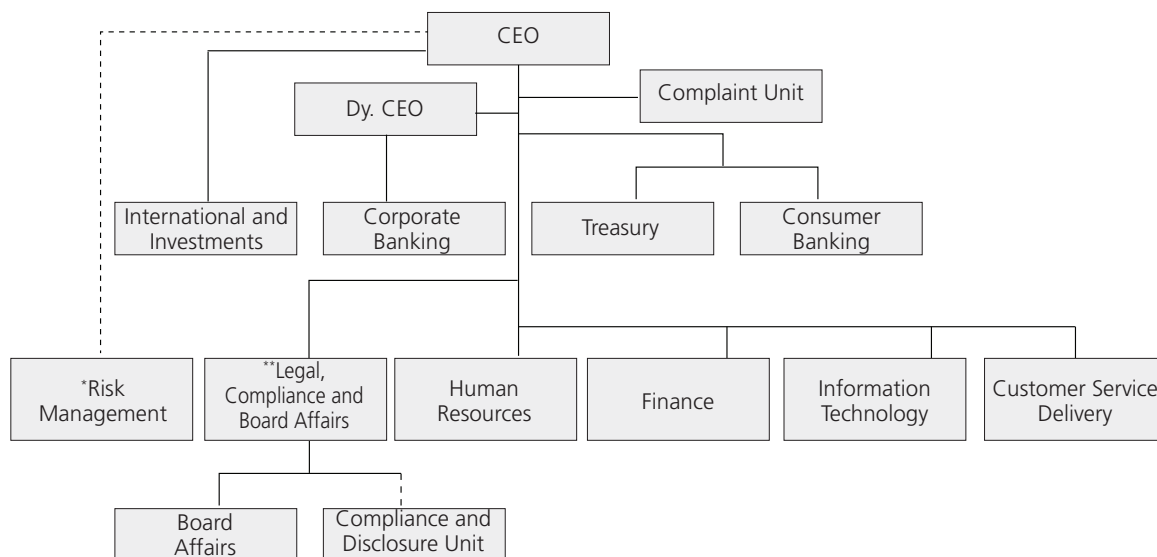 CEO
Complaint Unit
Dy. CEO
International and
Investments
Corporate
Banking
Treasury
Consumer
Banking
*Risk
Management
**Legal,
Compliance and
Board Affairs
Human
Resources
Finance
Information
Technology
Customer Service
Delivery
Board
Affairs
Compliance and
Disclosure Unit